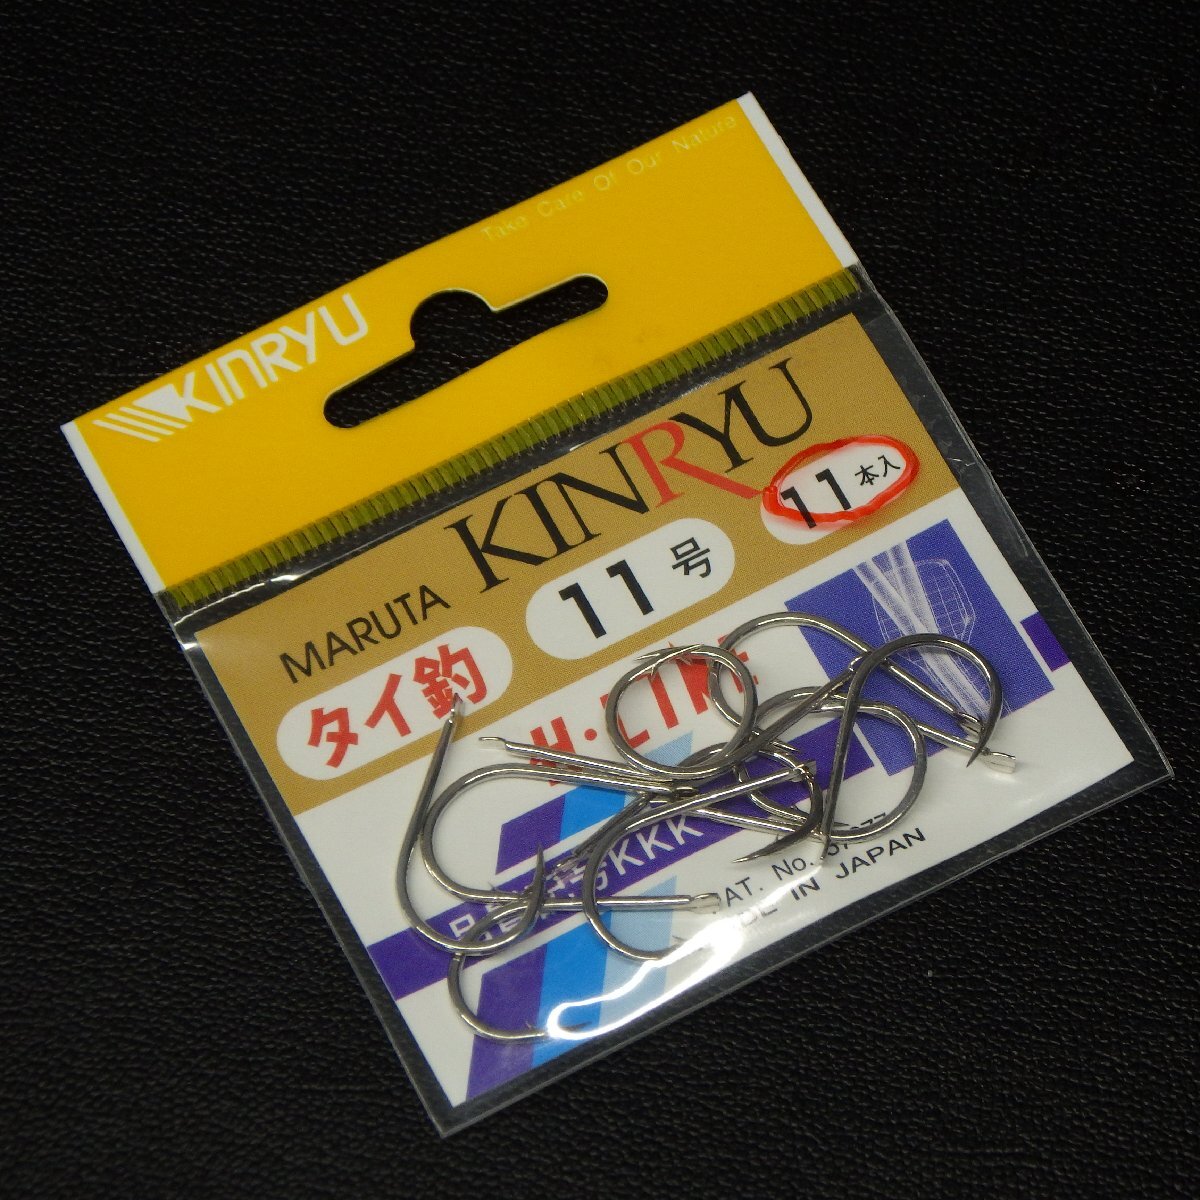 Take Care Of Our Nature
KINRYU
MARUTA KINRYU
タイ釣
11号
11本入
H・LINE
KKK
PAT. No.
MADE IN JAPAN